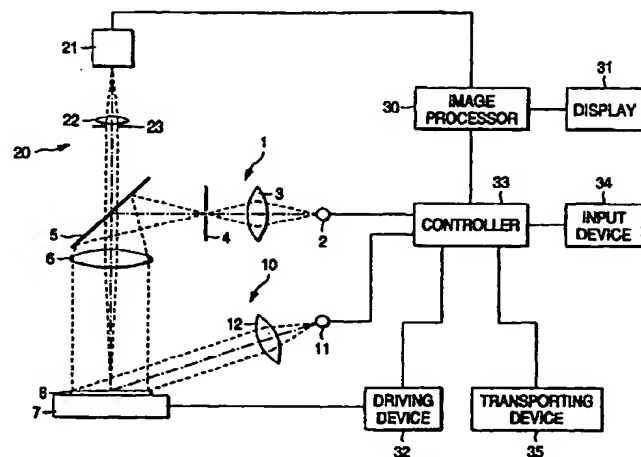 21
31
30
IMAGE
PROCESSOR
DISPLAY
22
23
20
1
3
33
34
CONTROLLER
INPUT
DEVICE
5
4
2
6
10
12
11
8
7
DRIVING
DEVICE
TRANSPORTING
DEVICE
32
35